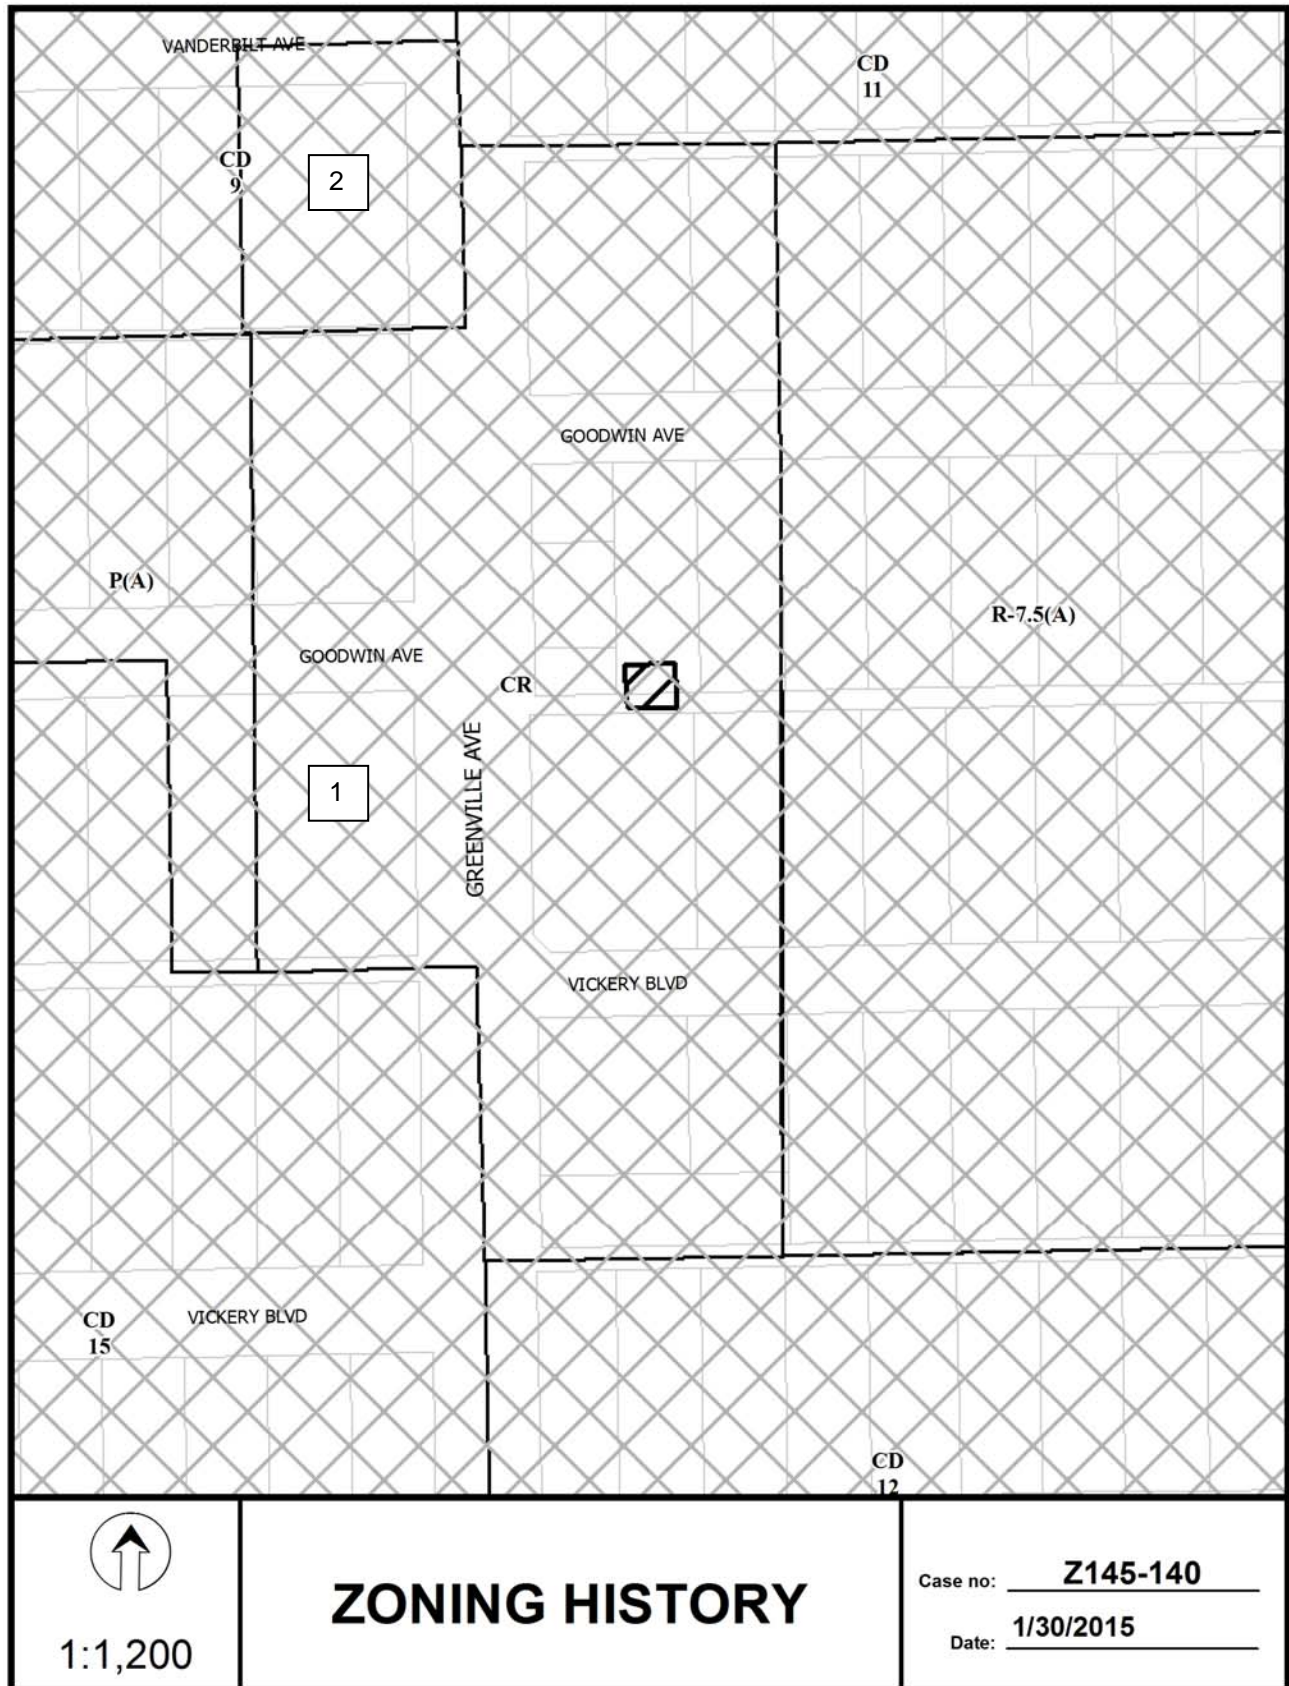 VANDERBILT AVE
CD
11
CD
9
2
GOODWIN AVE
P(A)
R-7.5(A)
GOODWIN AVE
CR
GREENVILLE AVE
1
VICKERY BLVD
CD
15
VICKERY BLVD
CD
12
1:1,200
ZONING HISTORY
Case no: Z145-140
Date: 1/30/2015